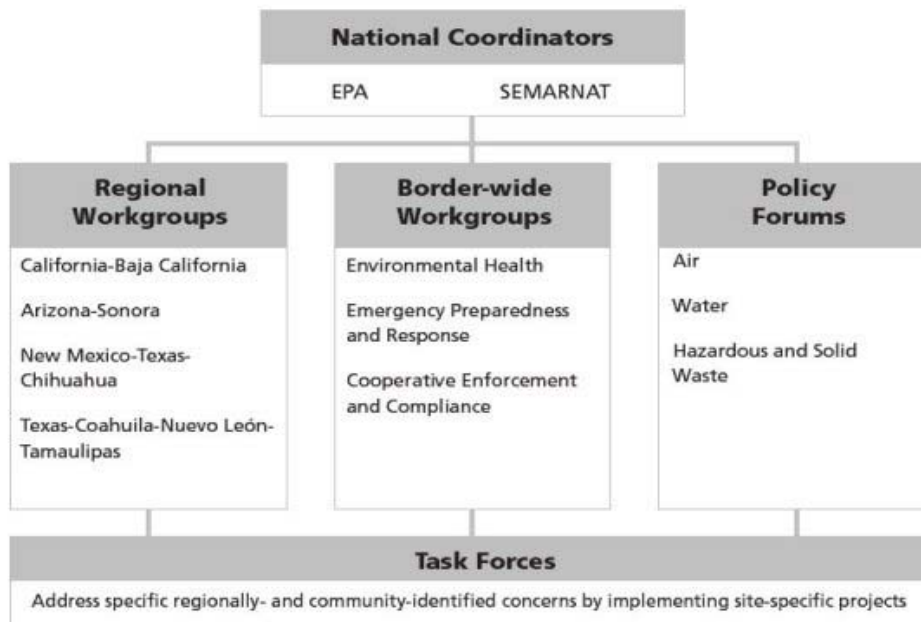 National Coordinators
EPA SEMARNAT
Regional
Workgroups
California-Baja California
Arizona-Sonora
New Mexico-Texas-
Chihuahua
Texas-Coahuila-Nuevo León-
Tamaulipas
Border-wide
Workgroups
Environmental Health
Emergency Preparedness
and Response
Cooperative Enforcement
and Compliance
Policy
Forums
Air
Water
Hazardous and Solid
Waste
Task Forces
Address specific regionally- and community-identified concerns by implementing site-specific projects